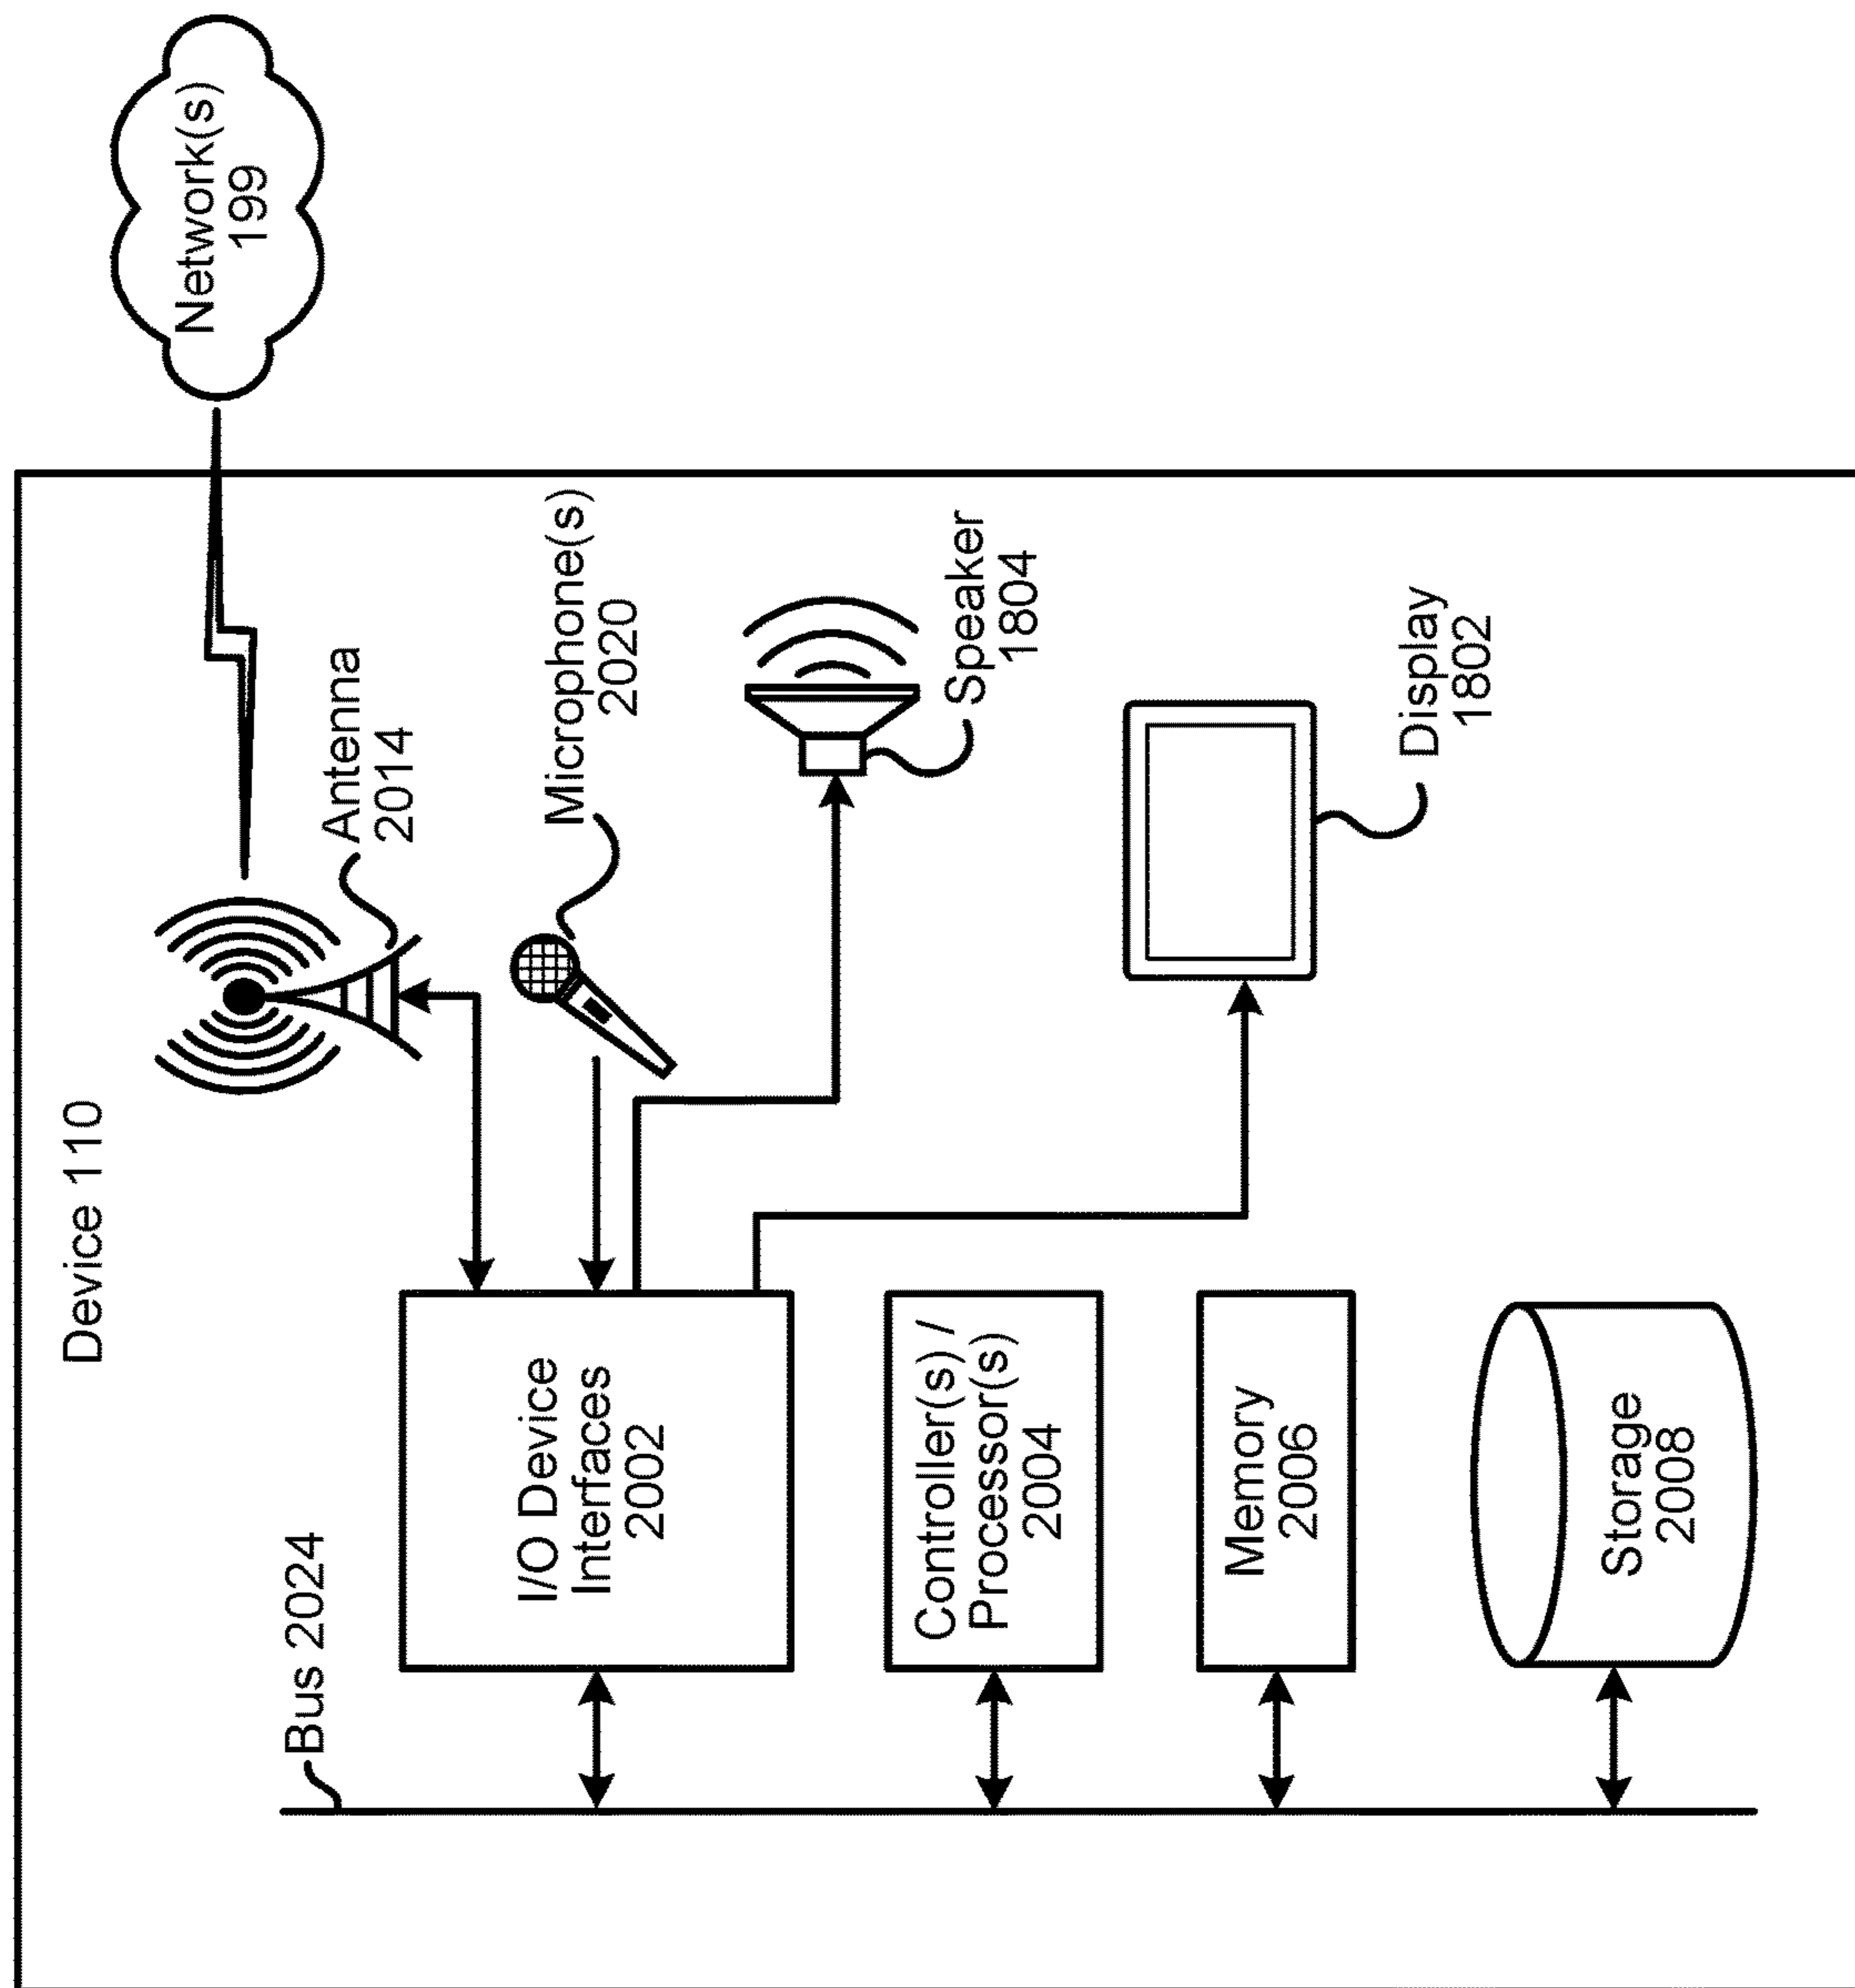 Device 110
Network(s)
199
Bus 2024
Antenna
2014
I/O Device
Interfaces
2002
Microphone(s)
2020
Controller(s) /
Processor(s)
2004
Speaker
1804
Memory
2006
Display
1802
Storage
2008